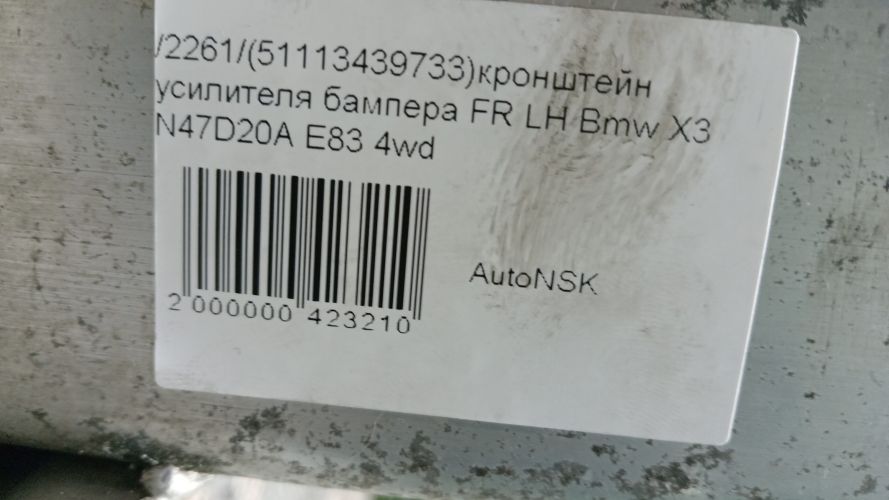 /2261/(51113439733)кронштейн
усилителя бампера FR LH Bmw X3
N47D20A E83 4wd
AutoNSK
2 000000 423210